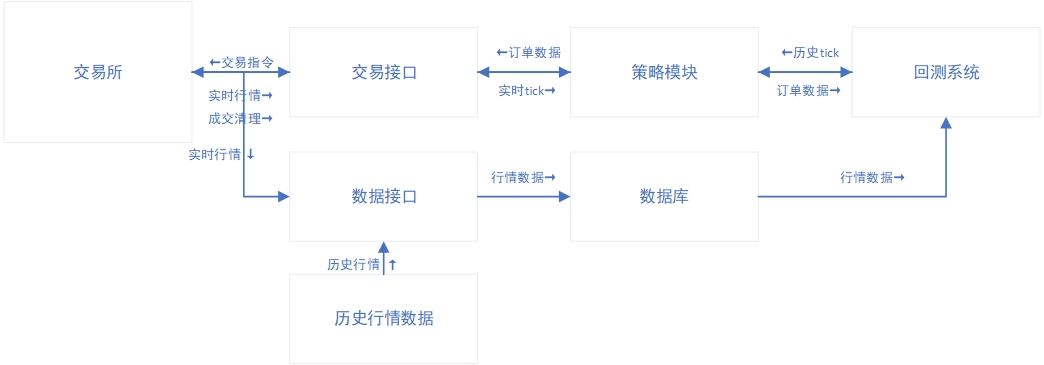 交易所
←交易指令
实时行情→
成交清理→
交易接口
←订单数据
实时tick→
策略模块
←历史tick
订单数据→
回测系统
实时行情↓
数据接口
行情数据→
数据库
行情数据→
历史行情↑
历史行情数据